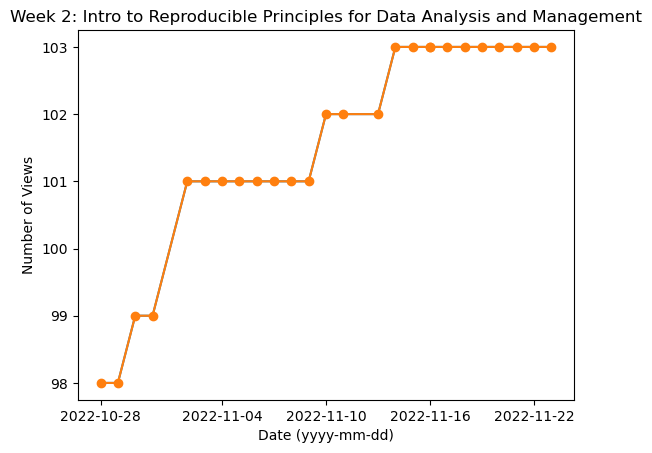 Week 2: Intro to Reproducible Principles for Data Analysis and Management
103
102
101
100
99
98
Number of Views
2022-10-28 2022-11-04 2022-11-10 2022-11-16 2022-11-22
Date (yyyy-mm-dd)